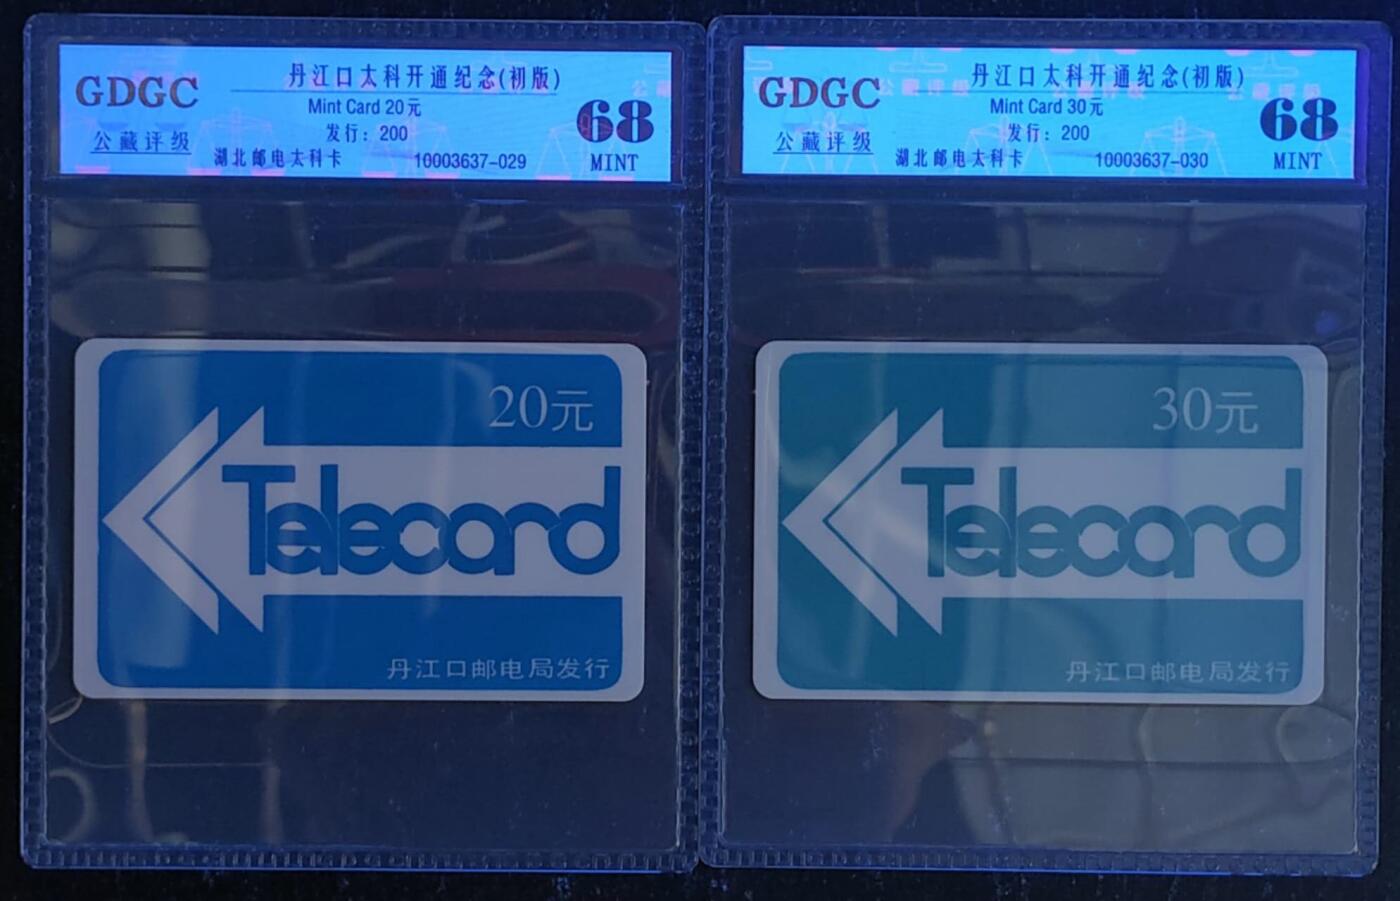 GDGC
公藏评级
丹江口太科开通纪念(初版)
Mint Card 20元
发行：200
湖北邮电太科卡 10003637-029
68
MINT
20元
Telecard
丹江口邮电局发行
GDGC
公藏评级
丹江口太科开通纪念(初版)
Mint Card 30元
发行：200
湖北邮电太科卡 10003637-030
68
MINT
30元
Telecard
丹江口邮电局发行